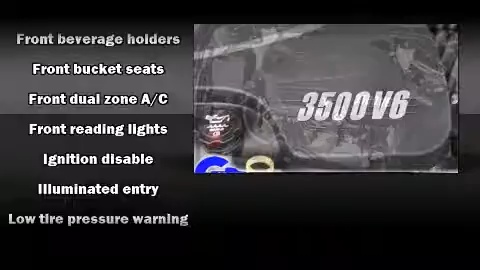 Front beverage holders
Front bucket seats
Front dual zone A/C
Front reading lights
Ignition disable
Illuminated entry
Low tire pressure warning
3500 V6